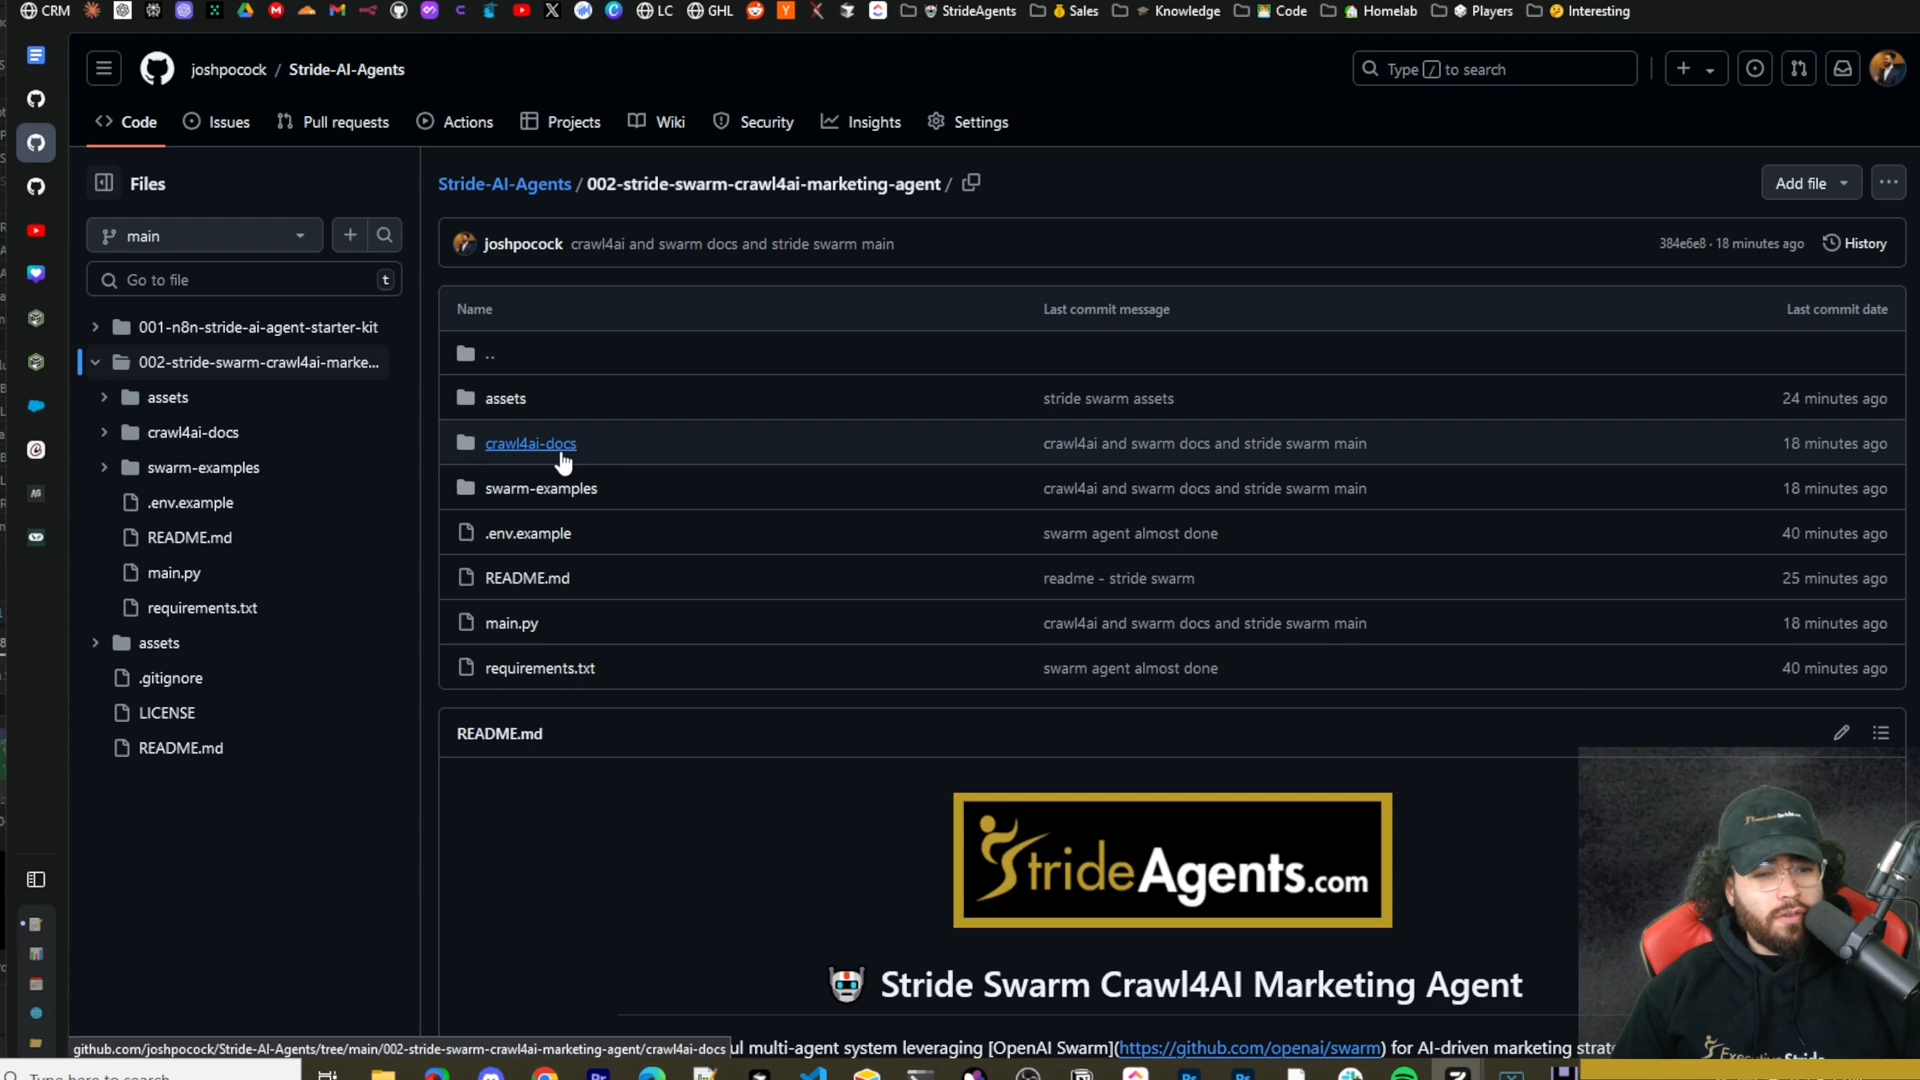 CRM
LC
GHL
StrideAgents
Sales
Knowledge
Code
Homelab
Players
Interesting
joshpocock / Stride-AI-Agents
Type / to search
Code
Issues
Pull requests
Actions
Projects
Wiki
Security
Insights
Settings
Files
main
Go to file
t
001-n8n-stride-ai-agent-starter-kit
002-stride-swarm-crawl4ai-marke...
assets
crawl4ai-docs
swarm-examples
.env.example
README.md
main.py
requirements.txt
assets
.gitignore
LICENSE
README.md
Stride-AI-Agents / 002-stride-swarm-crawl4ai-marketing-agent /
Add file
joshpocock crawl4ai and swarm docs and stride swarm main
384e6e8 · 18 minutes ago
History
Name Last commit message Last commit date
..
assets stride swarm assets 24 minutes ago
crawl4ai-docs crawl4ai and swarm docs and stride swarm main 18 minutes ago
swarm-examples crawl4ai and swarm docs and stride swarm main 18 minutes ago
.env.example swarm agent almost done 40 minutes ago
README.md readme - stride swarm 25 minutes ago
main.py crawl4ai and swarm docs and stride swarm main 18 minutes ago
requirements.txt swarm agent almost done 40 minutes ago
README.md
StrideAgents.com
Stride Swarm Crawl4AI Marketing Agent
github.com/joshpocock/Stride-AI-Agents/tree/main/002-stride-swarm-crawl4ai-marketing-agent/crawl4ai-docs
multi-agent system leveraging [OpenAI Swarm](https://github.com/openai/swarm) for AI-driven marketing
Type here to search